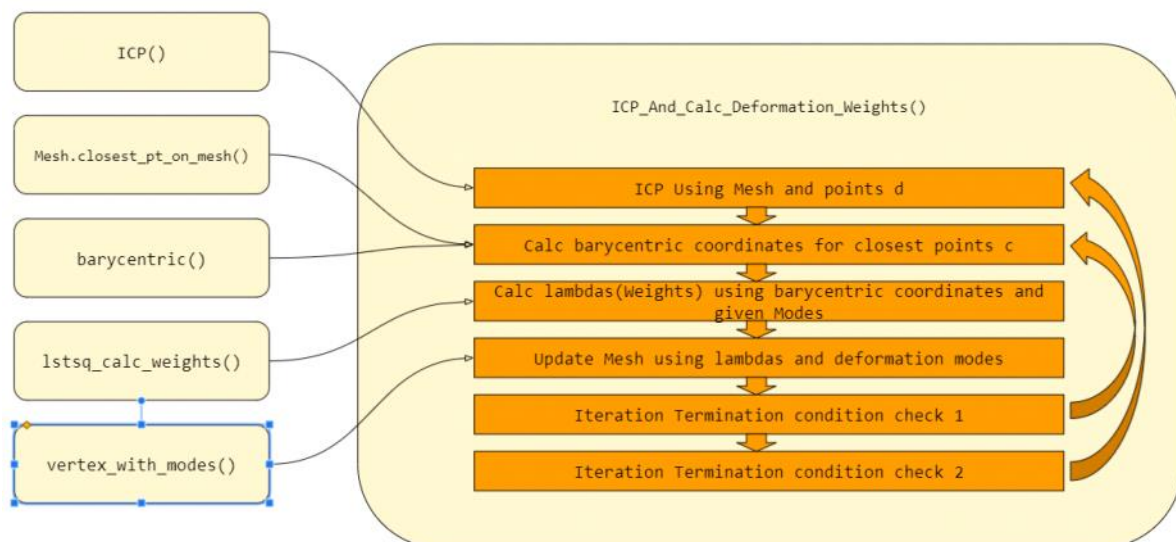 ICP()
Mesh.closest_pt_on_mesh()
barycentric()
lstsq_calc_weights()
vertex_with_modes()
ICP_And_Calc_Deformation_Weights()
ICP Using Mesh and points d
Calc barycentric coordinates for closest points c
Calc lambdas(Weights) using barycentric coordinates and
given Modes
Update Mesh using lambdas and deformation modes
Iteration Termination condition check 1
Iteration Termination condition check 2